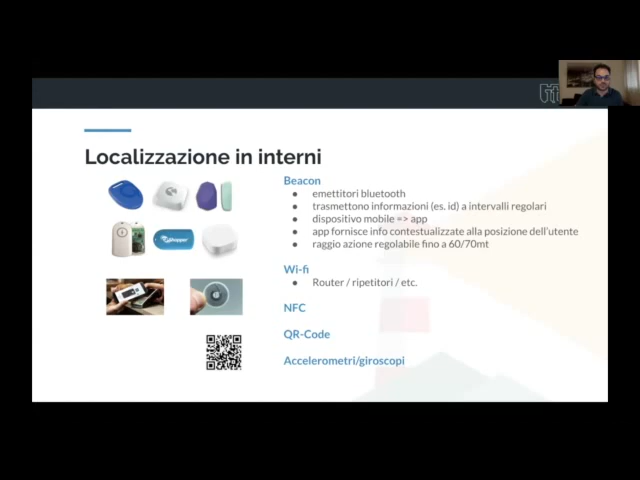 Localizzazione in interni
Beacon
● emettitori bluetooth
● trasmettono informazioni (es. id) a intervalli regolari
● dispositivo mobile => app
● app fornisce info contestualizzate alla posizione dell'utente
● raggio azione regolabile fino a 60/70mt
Wi-fi
● Router / ripetitori / etc.
NFC
QR-Code
Accelerometri/giroscopi